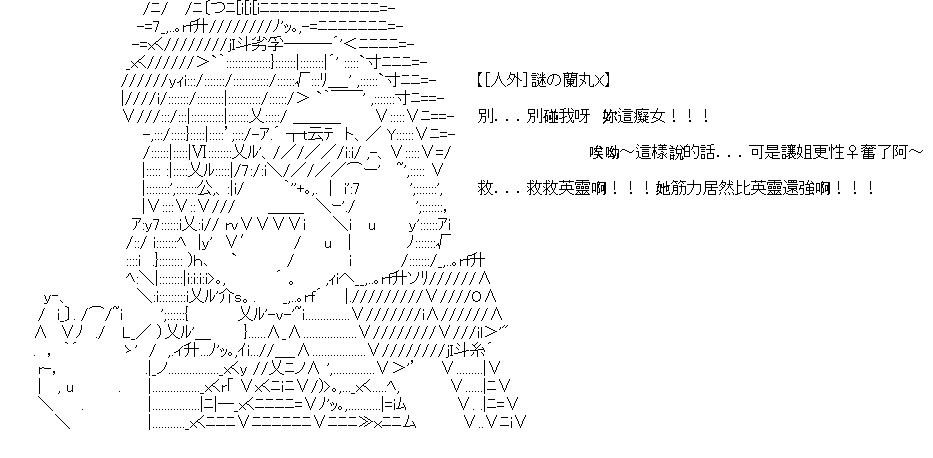 【[人外]謎の蘭丸X】
別...別碰我呀 妳這癡女！！！
唉呦～這樣說的話...可是讓姐更性♀奮了阿～
救...救救英靈啊！！！她筋力居然比英靈還強啊！！！